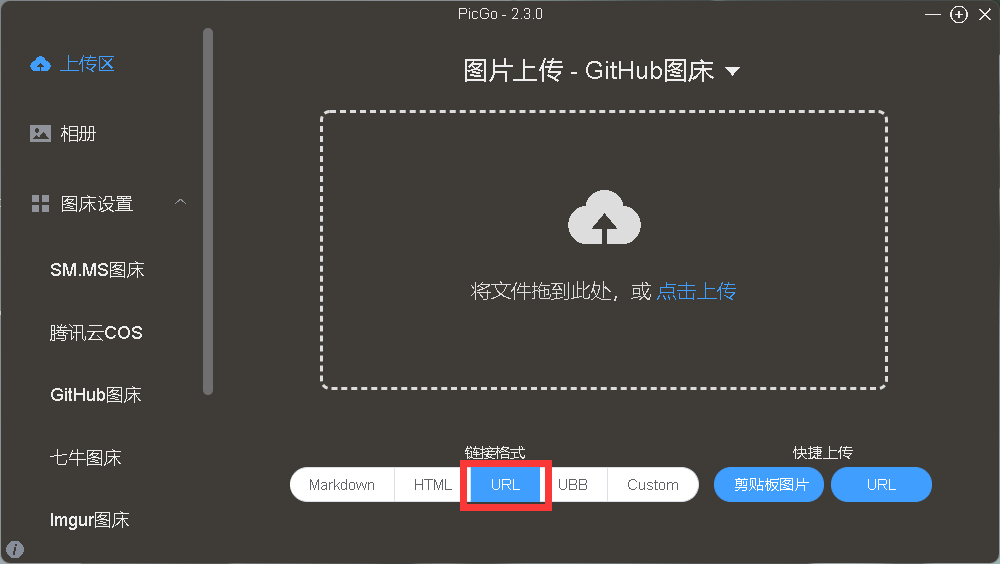 PicGo - 2.3.0
上传区
相册
图床设置
SM.MS图床
腾讯云COS
GitHub图床
七牛图床
Imgur图床
图片上传 - GitHub图床
将文件拖到此处，或 点击上传
链接格式
Markdown HTML URL UBB Custom
快捷上传
剪贴板图片 URL